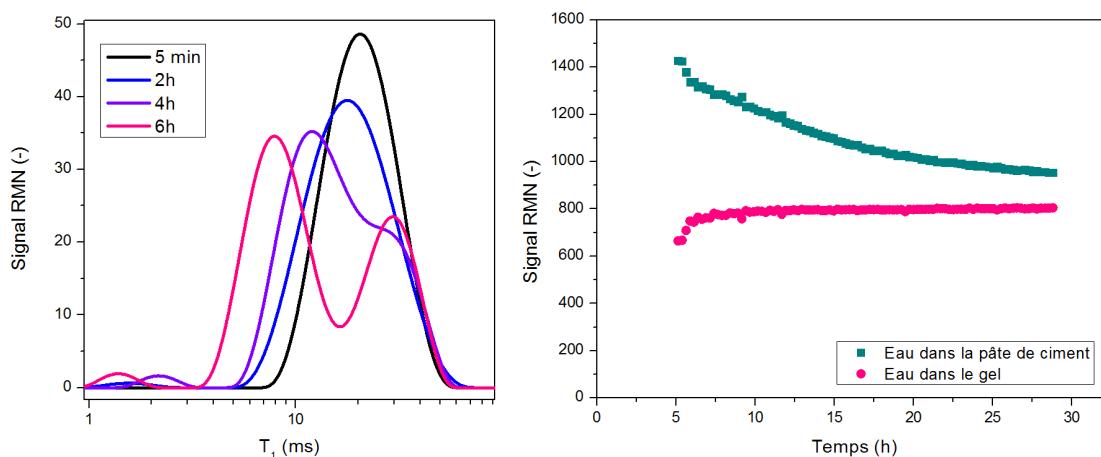 50
40
30
20
10
0
Signal RMN (-)
5 min
2h
4h
6h
1
10
T1 (ms)
1600
1400
1200
1000
800
600
400
200
0
Signal RMN (-)
Eau dans la pâte de ciment
Eau dans le gel
0
5
10
15
20
25
30
Temps (h)